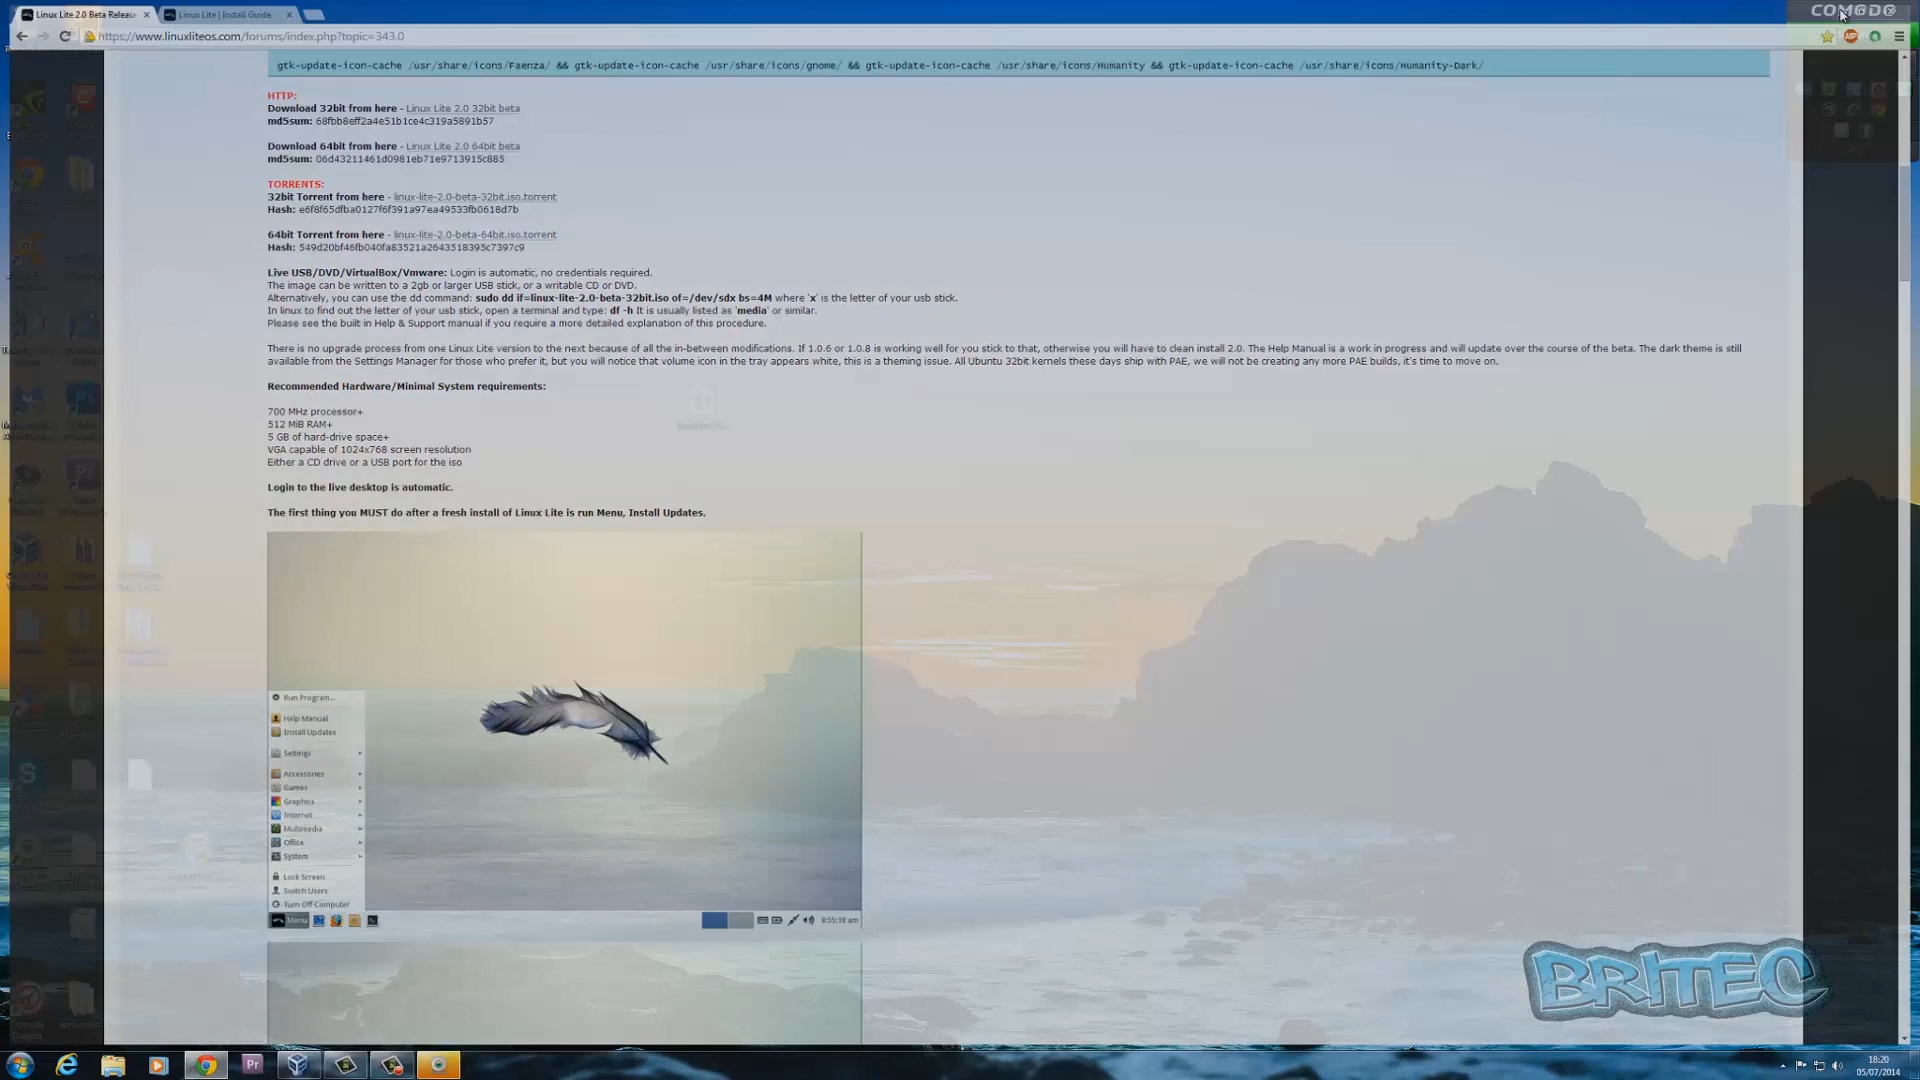 Linux Lite 2.0 Beta Release
Linux Lite | Install Guide
COMODO
https://www.linuxliteos.com/forums/index.php?topic=343.0
gtk-update-icon-cache /usr/share/icons/Faenza/ && gtk-update-icon-cache /usr/share/icons/gnome/ && gtk-update-icon-cache /usr/share/icons/Humanity && gtk-update-icon-cache /usr/share/icons/Humanity-Dark/
HTTP:
Download 32bit from here - Linux Lite 2.0 32bit beta
md5sum: 68fbb8eff2a4e51b1ce4c319a5891b57
Download 64bit from here - Linux Lite 2.0 64bit beta
md5sum: 06d43211461d0981eb71e9713915c885
TORRENTS:
32bit Torrent from here - linux-lite-2.0-beta-32bit.iso.torrent
Hash: e6f8f65dfba0127f6f391a97ea49533fb0618d7b
64bit Torrent from here - linux-lite-2.0-beta-64bit.iso.torrent
Hash: 549d20bf46fb040fa83521a2643518395c7397c9
Live USB/DVD/VirtualBox/Vmware: Login is automatic, no credentials required.
The image can be written to a 2gb or larger USB stick, or a writable CD or DVD.
Alternatively, you can use the dd command: sudo dd if=linux-lite-2.0-beta-32bit.iso of=/dev/sdx bs=4M where 'x' is the letter of your usb stick.
In linux to find out the letter of your usb stick, open a terminal and type: df -h It is usually listed as 'media' or similar.
Please see the built in Help & Support manual if you require a more detailed explanation of this procedure.
There is no upgrade process from one Linux Lite version to the next because of all the in-between modifications. If 1.0.6 or 1.0.8 is working well for you stick to that, otherwise you will have to clean install 2.0. The Help Manual is a work in progress and will update over the course of the beta. The dark theme is still
available from the Settings Manager for those who prefer it, but you will notice that volume icon in the tray appears white, this is a theming issue. All Ubuntu 32bit kernels these days ship with PAE, we will not be creating any more PAE builds, it's time to move on.
Recommended Hardware/Minimal System requirements:
700 MHz processor+
512 MiB RAM+
5 GB of hard-drive space+
VGA capable of 1024x768 screen resolution
Either a CD drive or a USB port for the iso
Login to the live desktop is automatic.
The first thing you MUST do after a fresh install of Linux Lite is run Menu, Install Updates.
Run Program...
Help Manual
Install Updates
Settings
Accessories
Games
Graphics
Internet
Multimedia
Office
System
Lock Screen
Switch Users
Turn Off Computer
Menu
8:55:18 am
BRITEC
18:20
05/07/2014